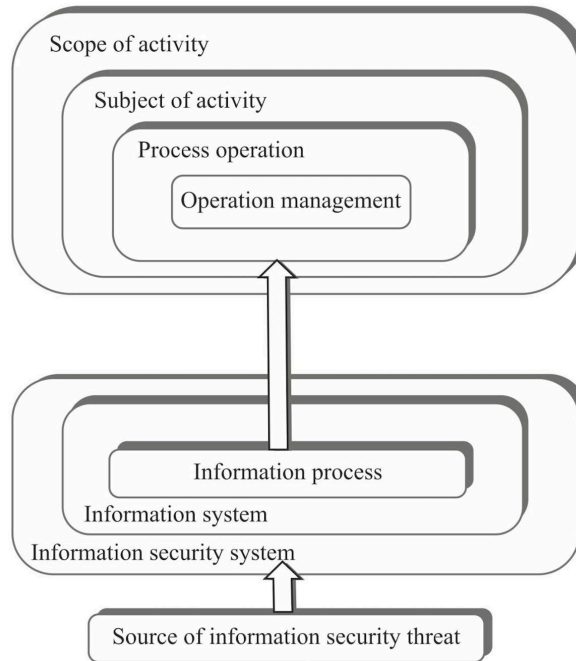 Scope of activity
Subject of activity
Process operation
Operation management
Information process
Information system
Information security system
Source of information security threat